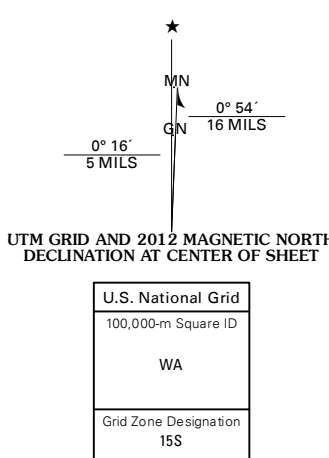 ★
MN
0° 54´
16 MILS
GN
0° 16´
5 MILS
UTM GRID AND 2012 MAGNETIC NORTH
DECLINATION AT CENTER OF SHEET
U.S. National Grid
100,000-m Square ID
WA
Grid Zone Designation
15S